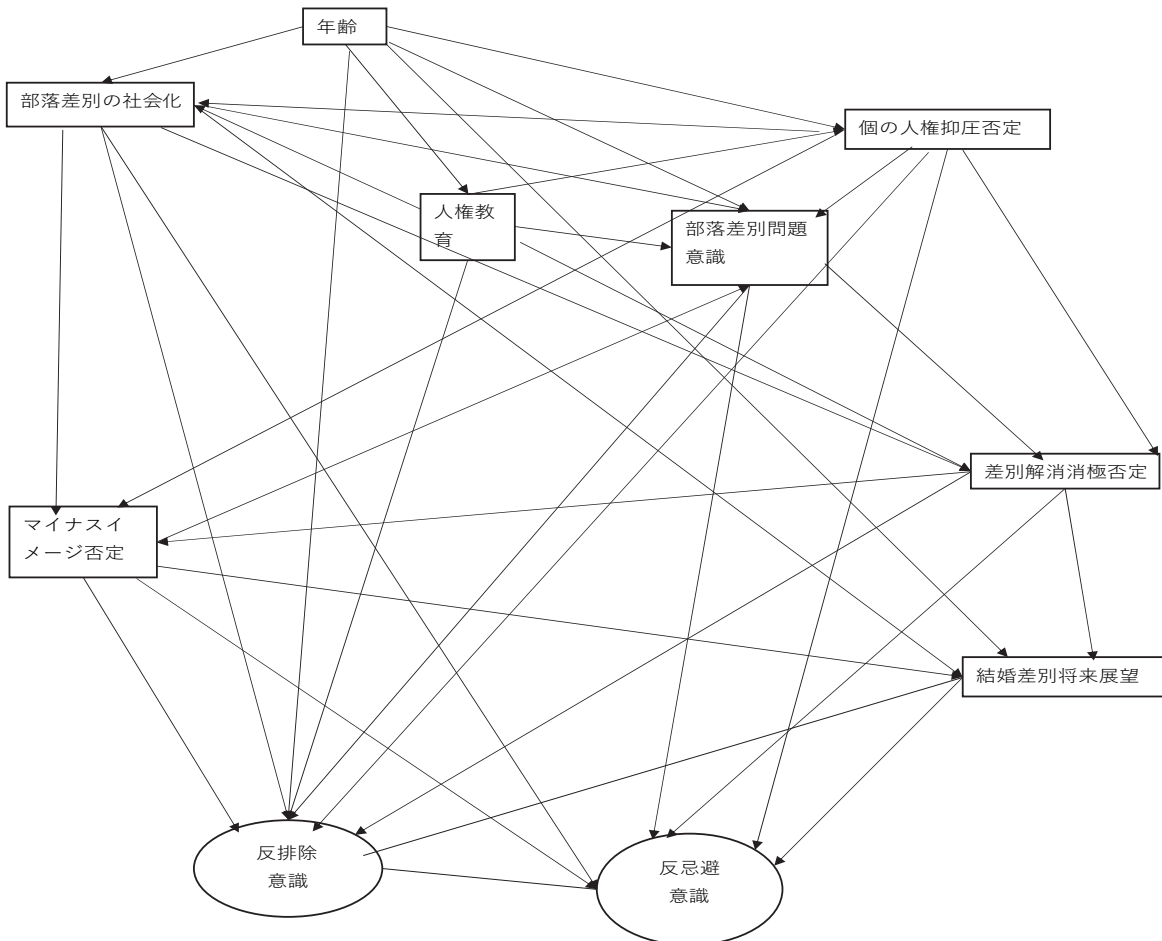 年齢
部落差別の社会化
個の人権抑圧否定
人権教
育
部落差別問題
意識
差別解消消極否定
マイナスイ
メージ否定
結婚差別将来展望
反排除
意識
反忌避
意識